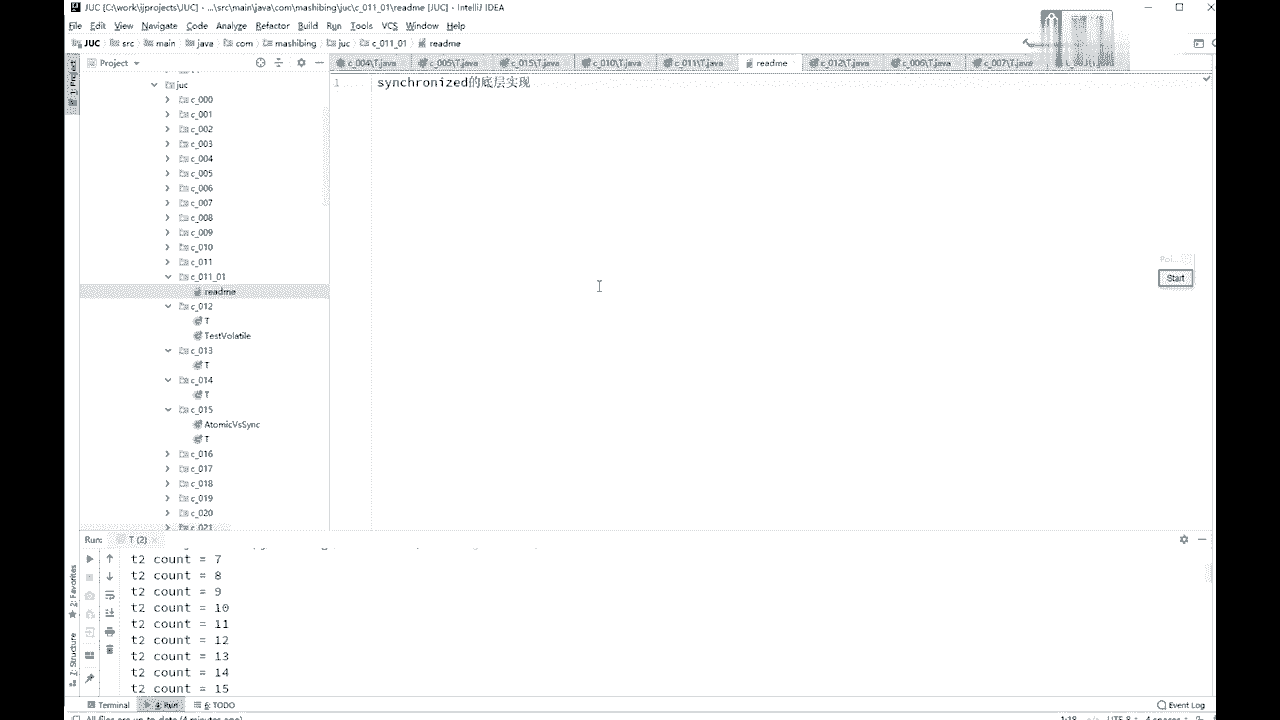 JUC [C:\work\ijprojects\JUC] - ...\src\main\java\com\mashibing\juc\c_011_01\readme [JUC] - IntelliJ IDEA
File Edit View Navigate Code Analyze Refactor Build Run Tools VCS Window Help
JUC src main java com mashibing juc c_011_01 readme
Project
c_004\T.java c_005\T.java c_015\T.java c_010\T.java c_011\T.java readme c_012\T.java c_006\T.java c_007\T.java
1: Project
1 synchronized的底层实现
juc
c_000
c_001
c_002
c_003
c_004
c_005
c_006
c_007
c_008
c_009
c_010
c_011
c_011_01
readme
c_012
T
TestVolatile
c_013
T
c_014
T
c_015
AtomicVsSync
T
c_016
c_017
c_018
c_019
c_020
c_021
Start
Run: T (2)
t2 count = 7
t2 count = 8
t2 count = 9
t2 count = 10
t2 count = 11
t2 count = 12
t2 count = 13
t2 count = 14
t2 count = 15
2: Favorites
7: Structure
Terminal 4: Run 6: TODO Event Log
All files are up-to-date (4 minutes ago) 1:18 UTF-8 4 spaces